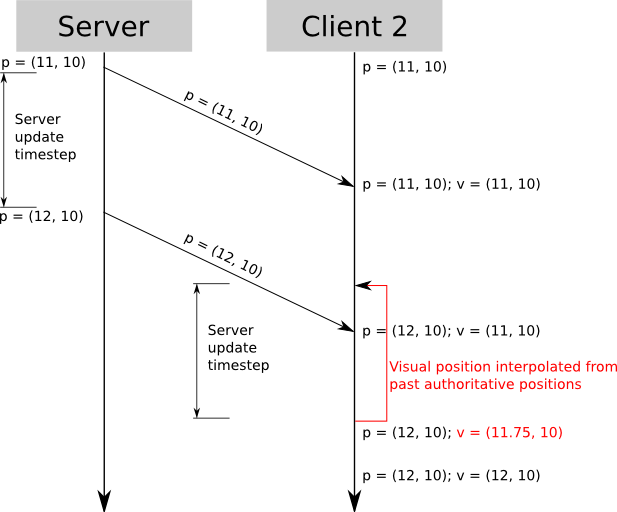 Server
Client 2
p = (11, 10)
p = (11, 10)
p = (11, 10)
Server
update
timestep
p = (11, 10); v = (11, 10)
p = (12, 10)
p = (12, 10)
Server
update
timestep
p = (12, 10); v = (11, 10)
Visual position interpolated from
past authoritative positions
p = (12, 10); v = (11.75, 10)
p = (12, 10); v = (12, 10)